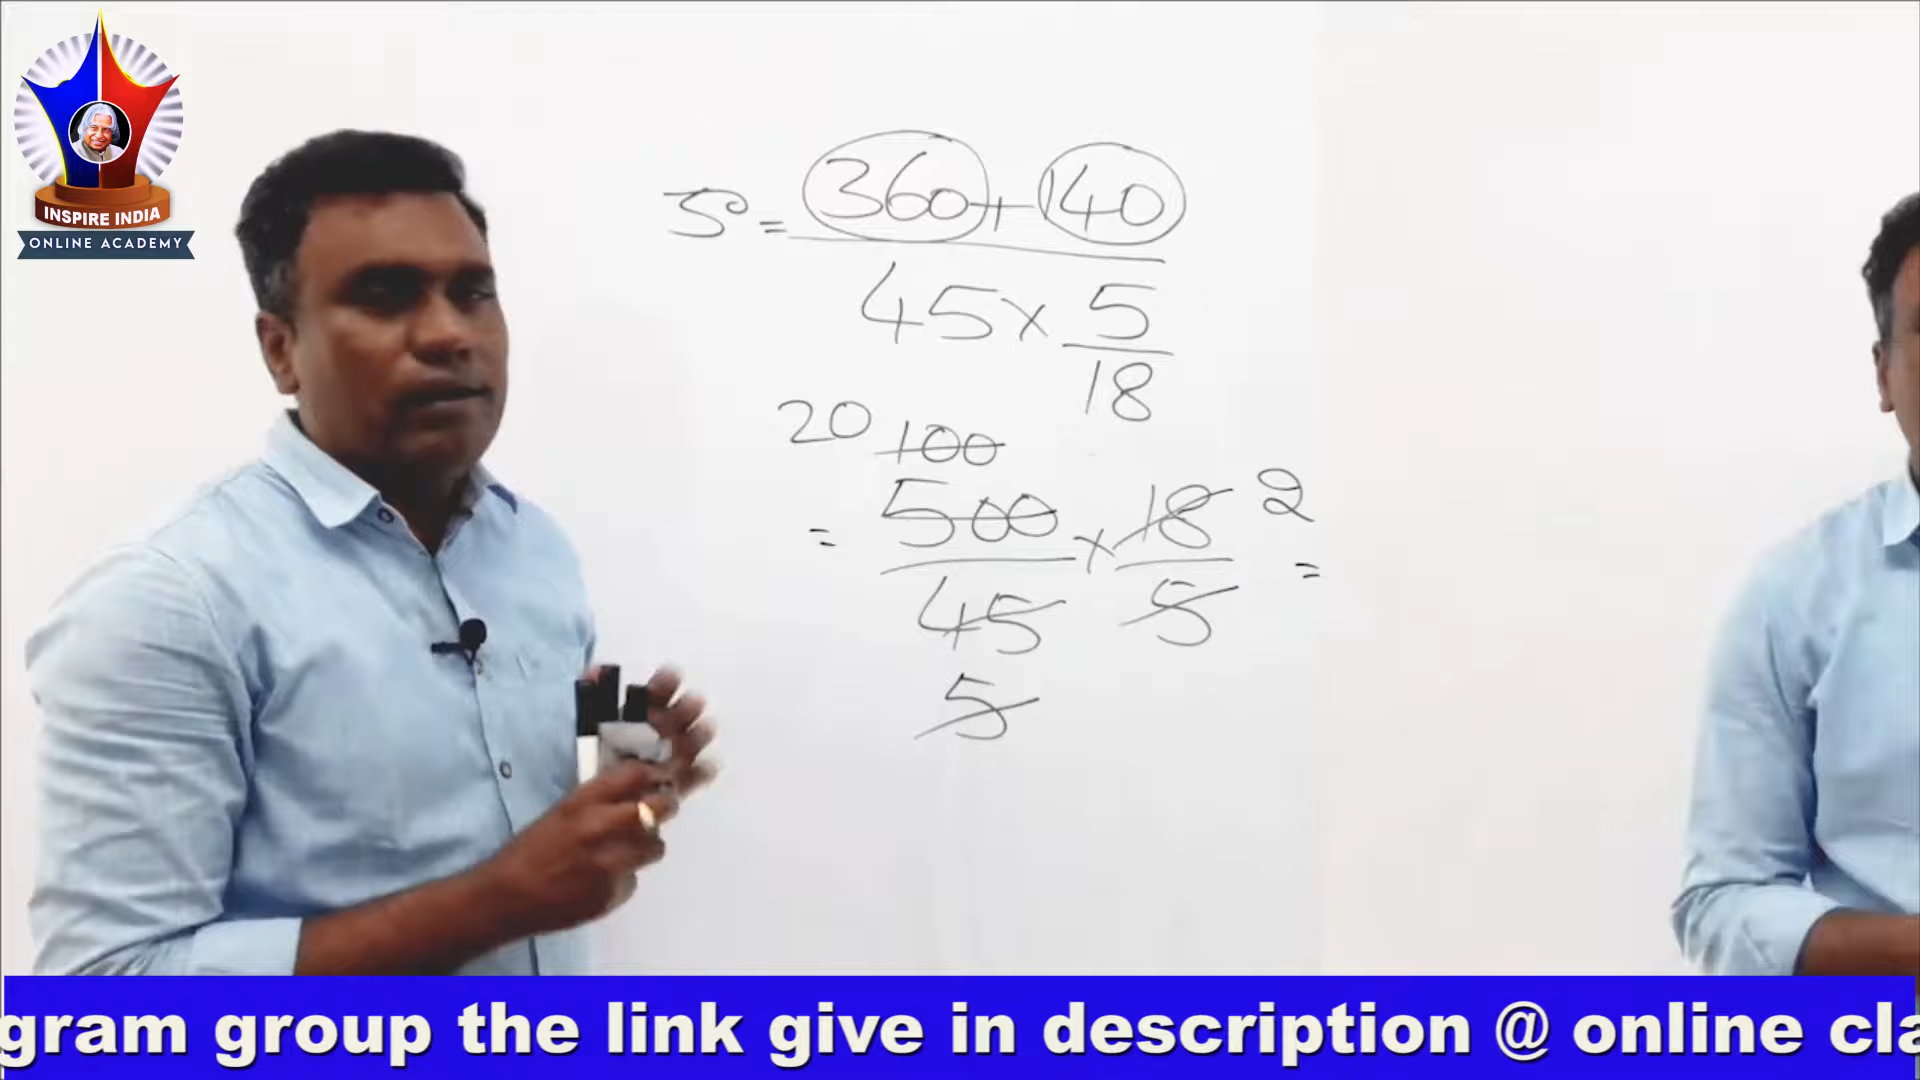 INSPIRE INDIA
ONLINE ACADEMY
360 + 140
=
45 × 5/18
20 100
= 500/45 × 18/5 2 =
5
gram group the link give in description @ online cla